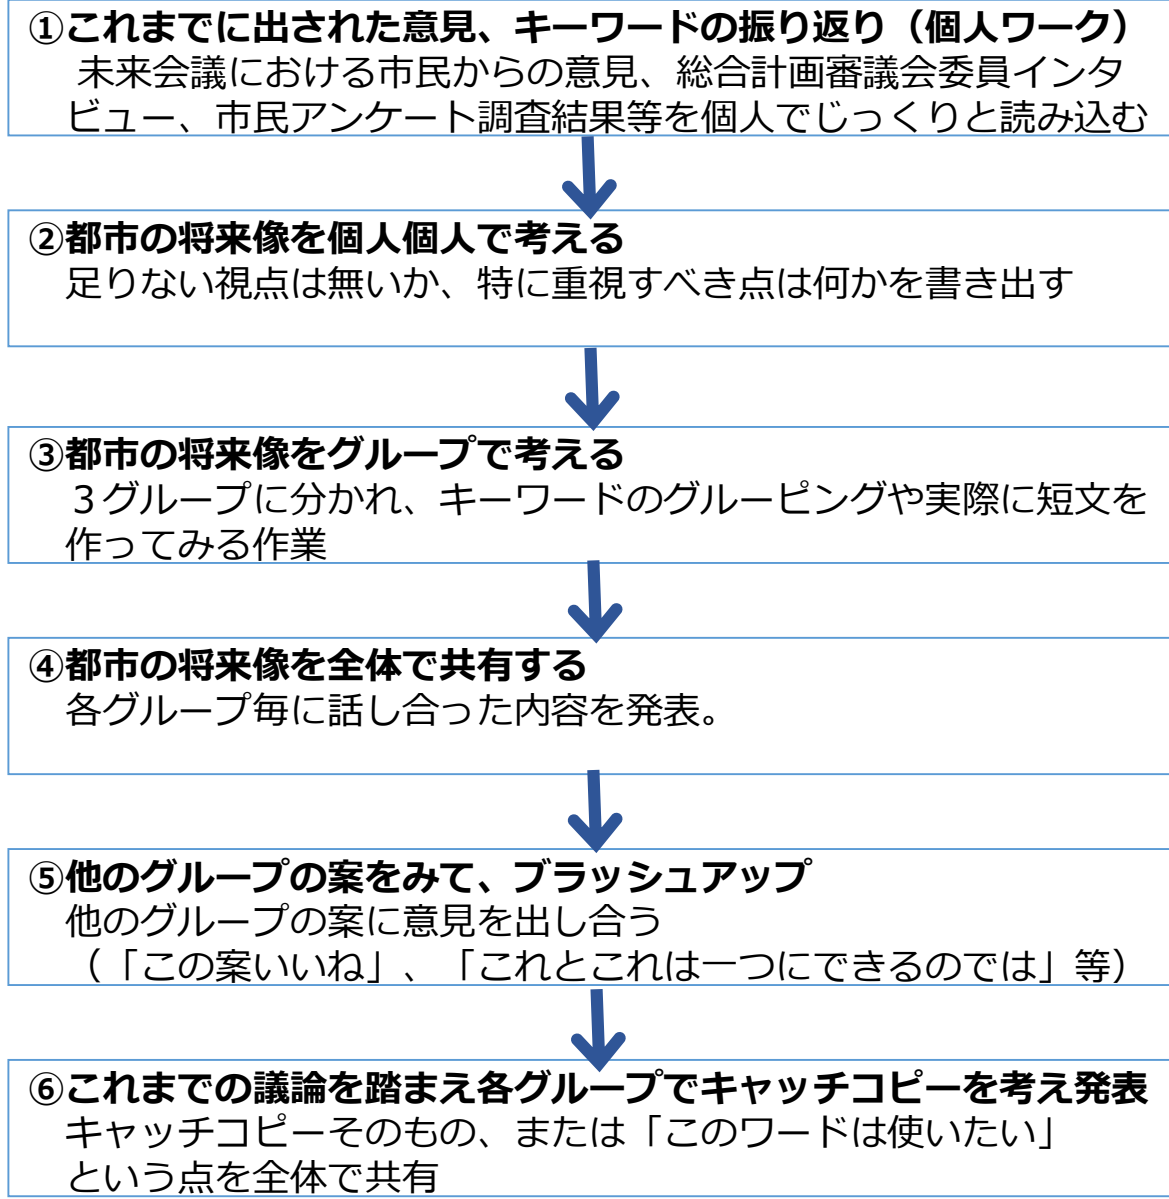 ①これまでに出された意見、キーワードの振り返り（個人ワーク）
未来会議における市民からの意見、総合計画審議会委員インタ
ビュー、市民アンケート調査結果等を個人でじっくりと読み込む
②都市の将来像を個人個人で考える
足りない視点は無いか、特に重視すべき点は何かを書き出す
③都市の将来像をグループで考える
３グループに分かれ、キーワードのグルーピングや実際に短文を
作ってみる作業
④都市の将来像を全体で共有する
各グループ毎に話し合った内容を発表。
⑤他のグループの案をみて、ブラッシュアップ
他のグループの案に意見を出し合う
（「この案いいね」、「これとこれは一つにできるのでは」等）
⑥これまでの議論を踏まえ各グループでキャッチコピーを考え発表
キャッチコピーそのもの、または「このワードは使いたい」
という点を全体で共有